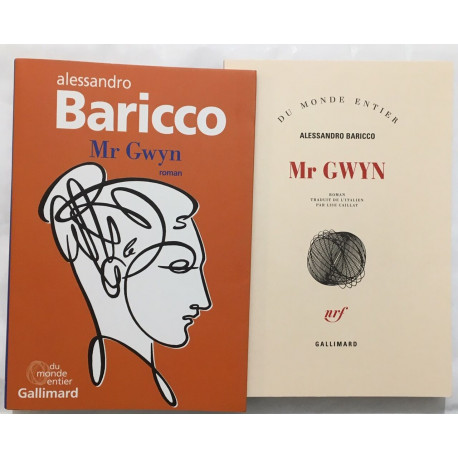 alessandro
Baricco
Mr Gwyn
roman
du
monde
entier
Gallimard
DU MONDE ENTIER
ALESSANDRO BARICCO
Mr GWYN
ROMAN
TRADUIT DE L'ITALIEN
PAR LISE CAILLAT
nrf
GALLIMARD